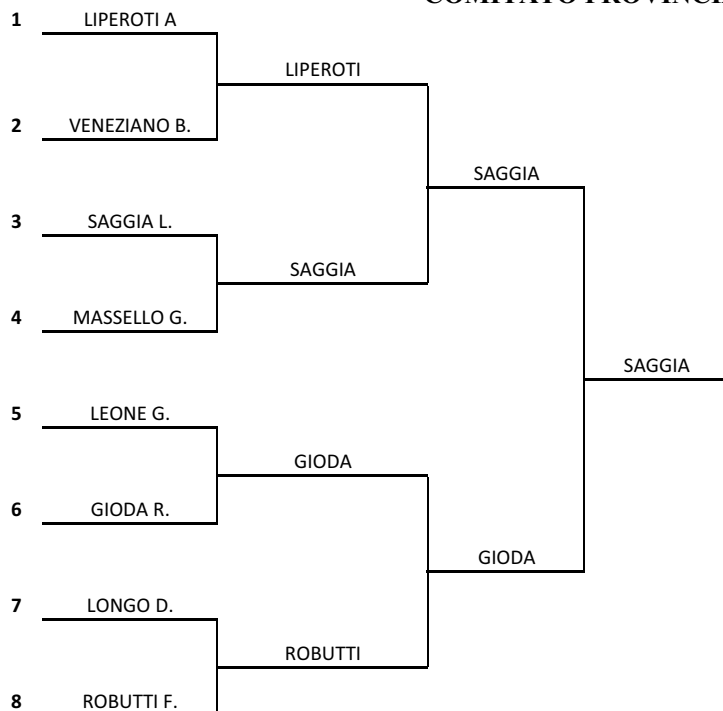 COMITATO PROVINCI
1 LIPEROTI A
LIPEROTI
2 VENEZIANO B.
SAGGIA
3 SAGGIA L.
SAGGIA
4 MASSELLO G.
SAGGIA
5 LEONE G.
GIODA
6 GIODA R.
GIODA
7 LONGO D.
ROBUTTI
8 ROBUTTI F.